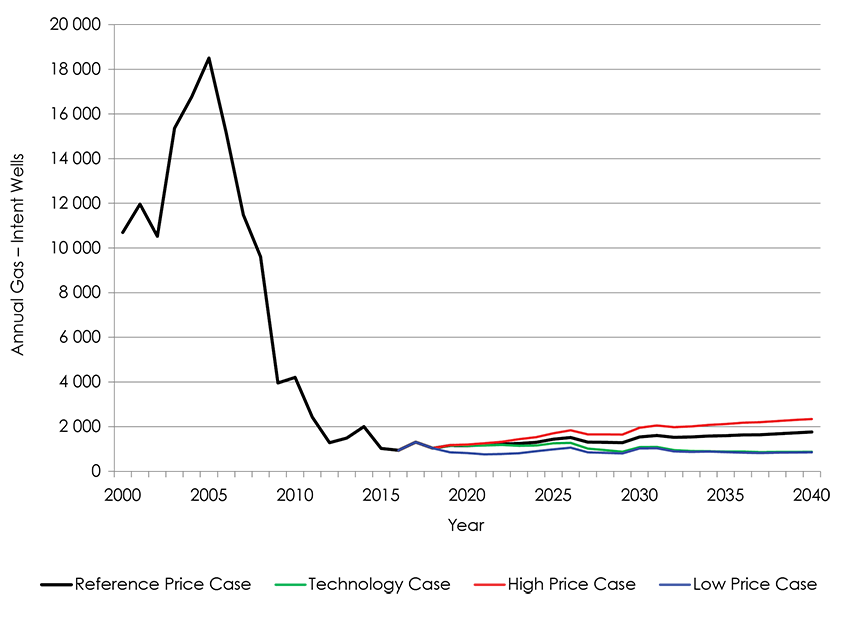 20 000
18 000
16 000
14 000
12 000
10 000
8 000
6 000
4 000
2 000
0
Annual Gas – Intent Wells
2000 2005 2010 2015 2020 2025 2030 2035 2040
Year
Reference Price Case Technology Case High Price Case Low Price Case